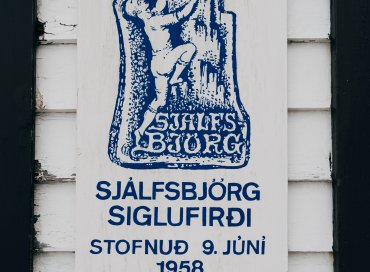 SJÁLFS
BJÖRG
SJÁLFSBJÖRG
SIGLUFIRÐI
STOFNUÐ 9. JÚNÍ
1958